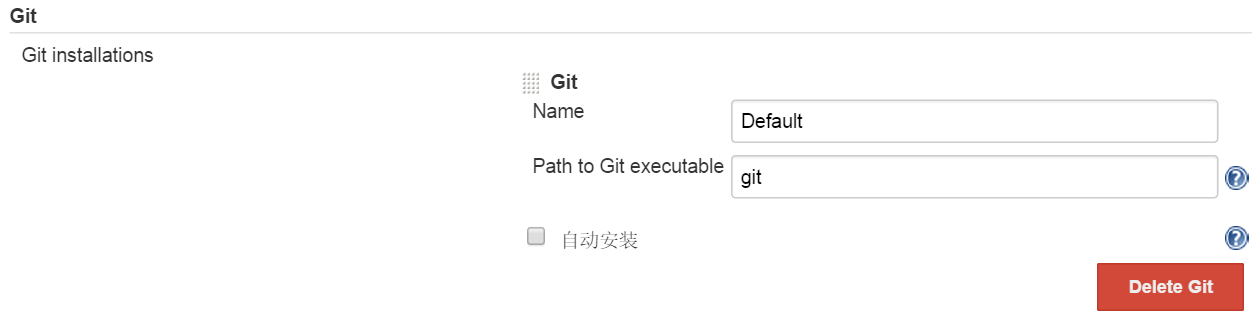 Git
Git installations
Git
Name
Default
Path to Git executable
git
?
自动安装
?
Delete Git